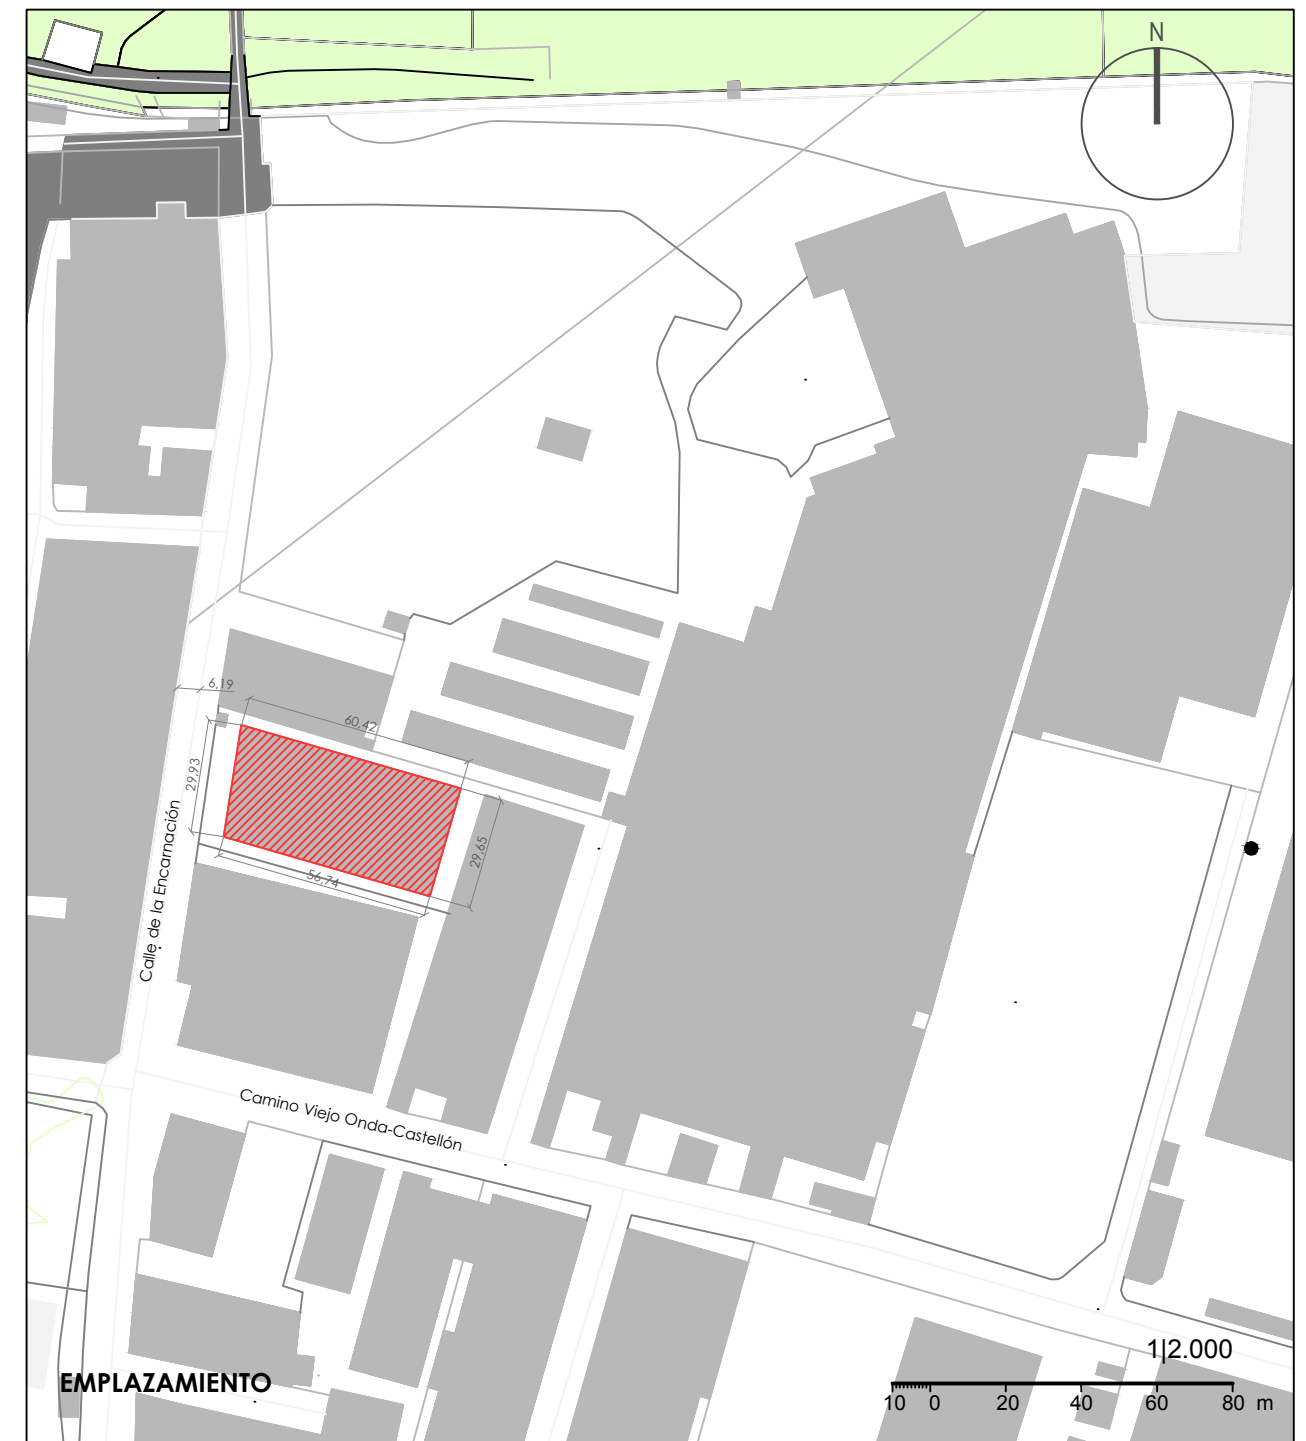 N
6,19
60,42
29,93
29,65
56,74
Calle de la Encarnación
Camino Viejo Onda-Castellón
1|2.000
EMPLAZAMIENTO
10 0 20 40 60 80 m